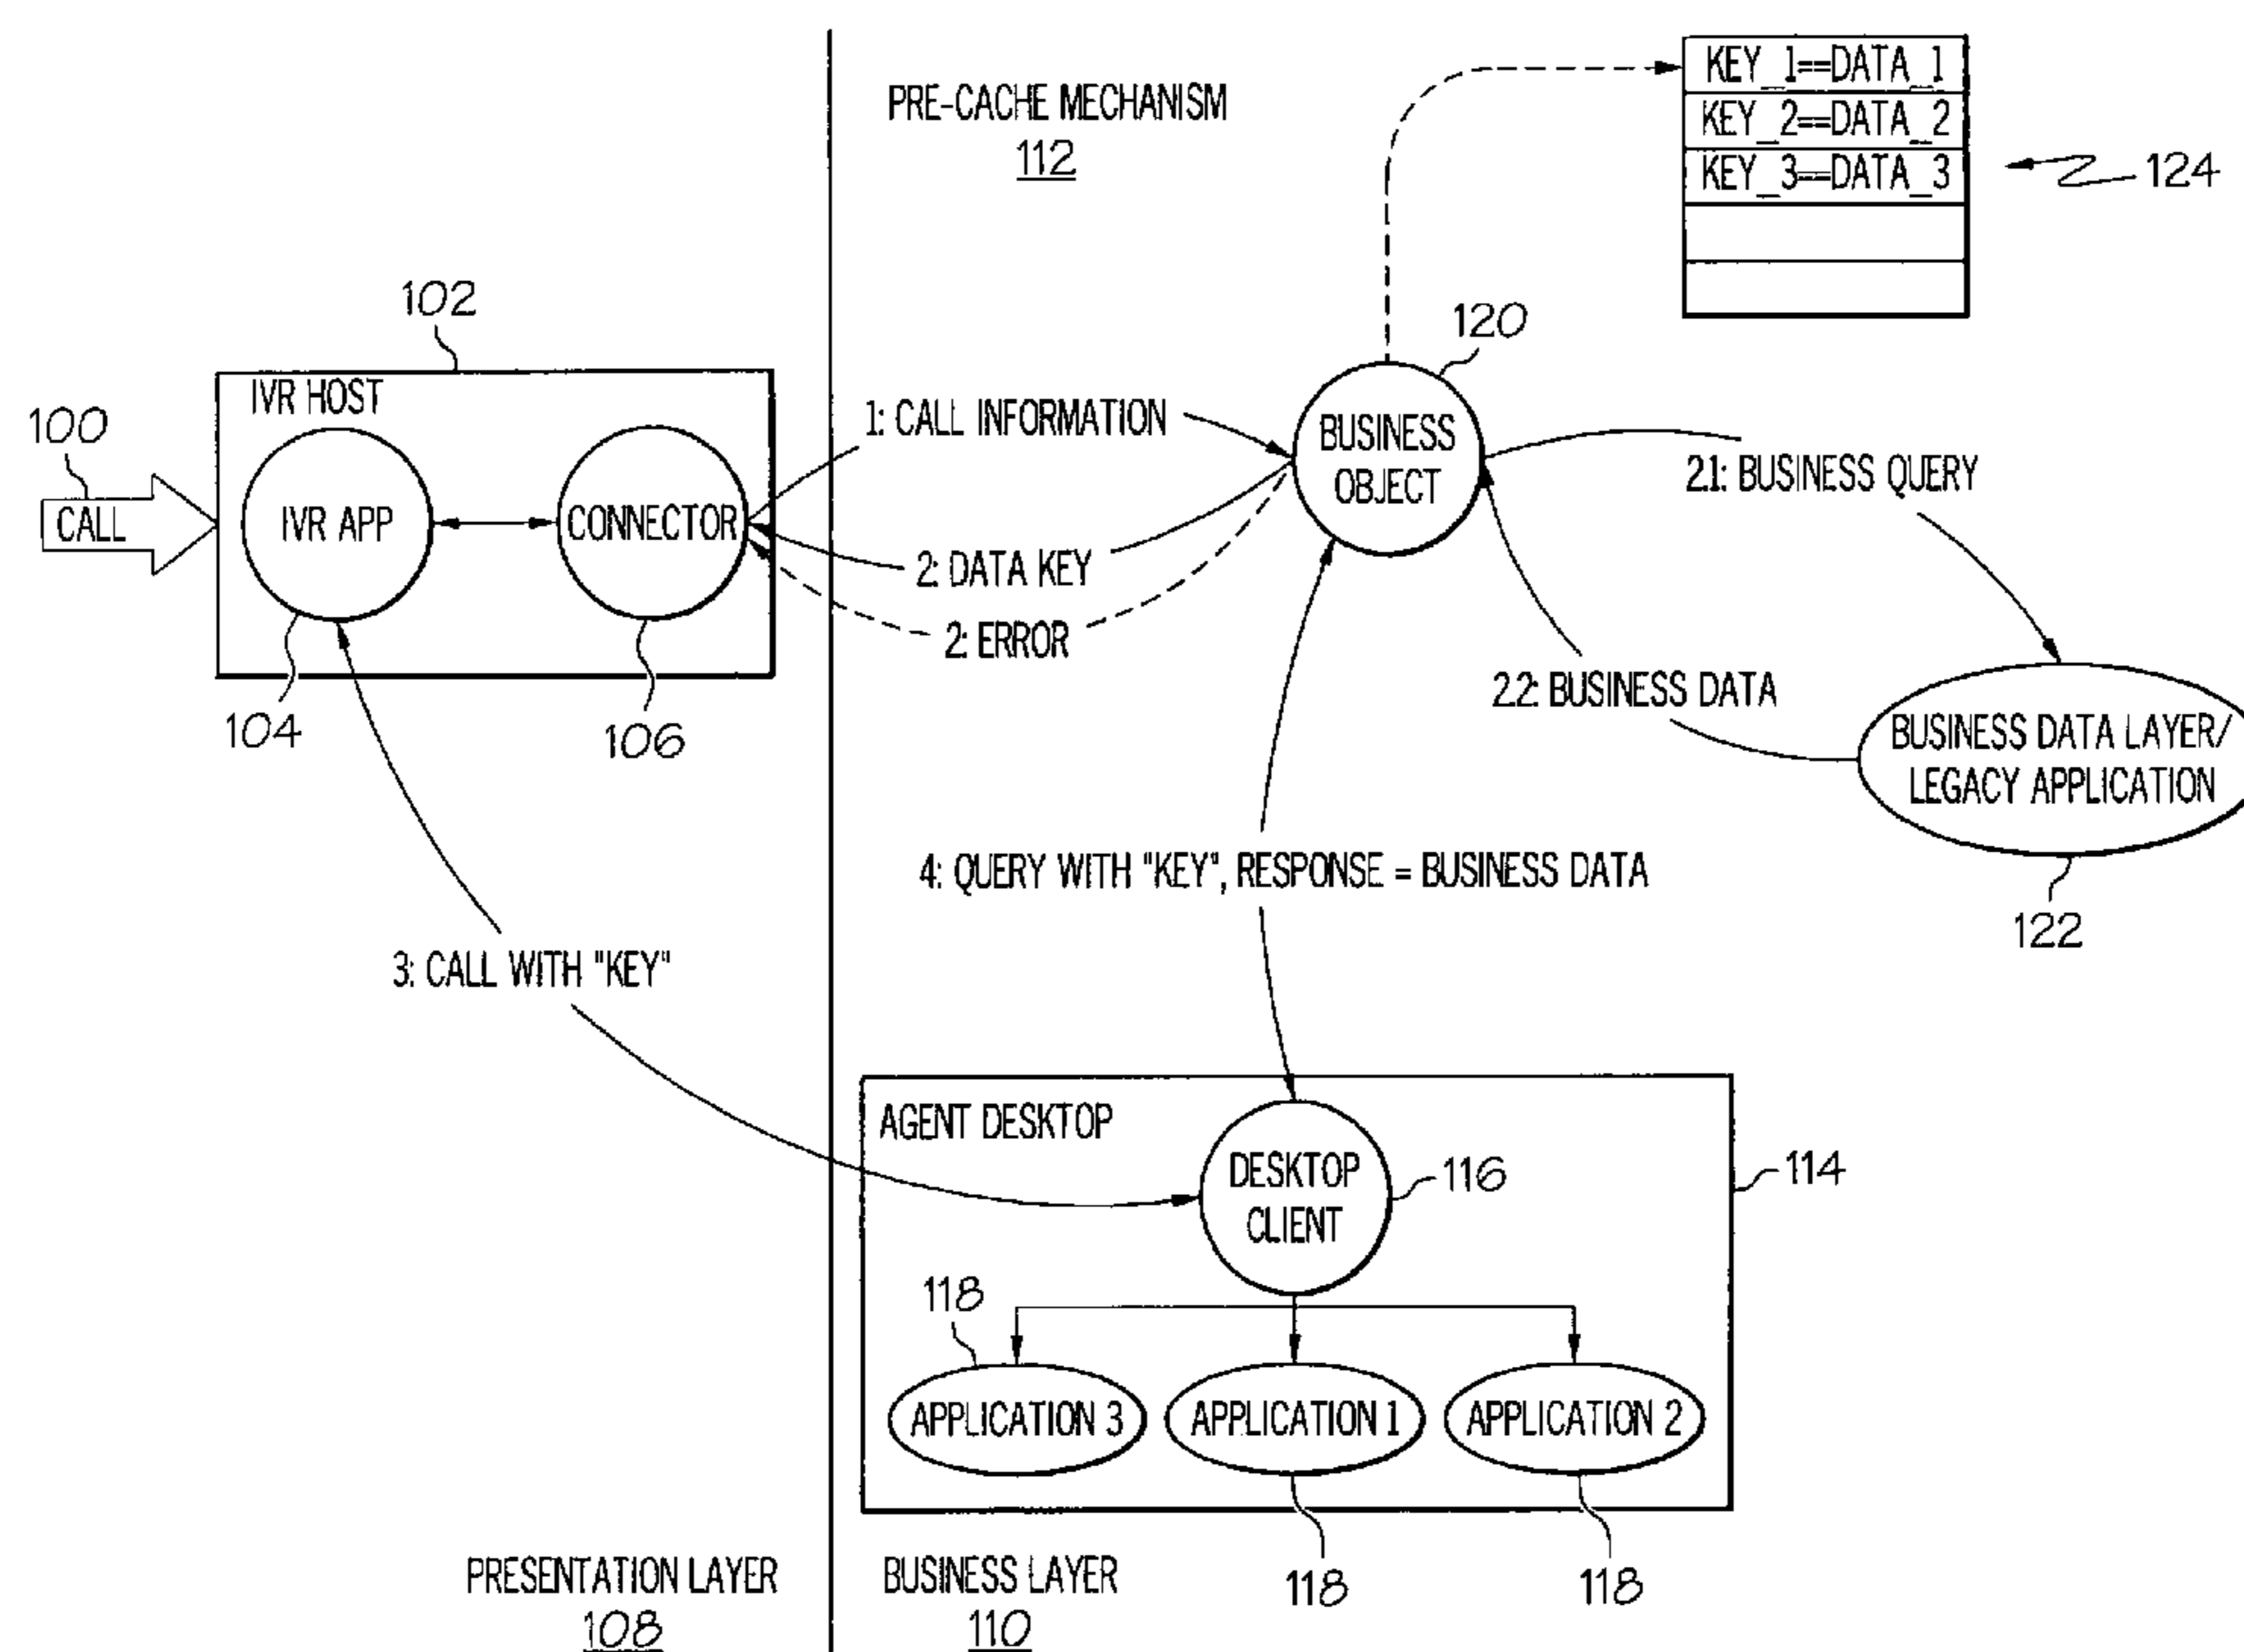 KEY_1==DATA_1
KEY_2==DATA_2
KEY_3==DATA_3
124
PRE-CACHE MECHANISM
112
102
120
IVR HOST
100
CALL
IVR APP
CONNECTOR
104
106
1: CALL INFORMATION
2: DATA KEY
2: ERROR
BUSINESS
OBJECT
2.1: BUSINESS QUERY
2.2: BUSINESS DATA
BUSINESS DATA LAYER/
LEGACY APPLICATION
122
4: QUERY WITH "KEY", RESPONSE = BUSINESS DATA
3: CALL WITH "KEY"
AGENT DESKTOP
DESKTOP
CLIENT
116
114
118
APPLICATION 3
APPLICATION 1
APPLICATION 2
118
118
PRESENTATION LAYER
108
BUSINESS LAYER
110